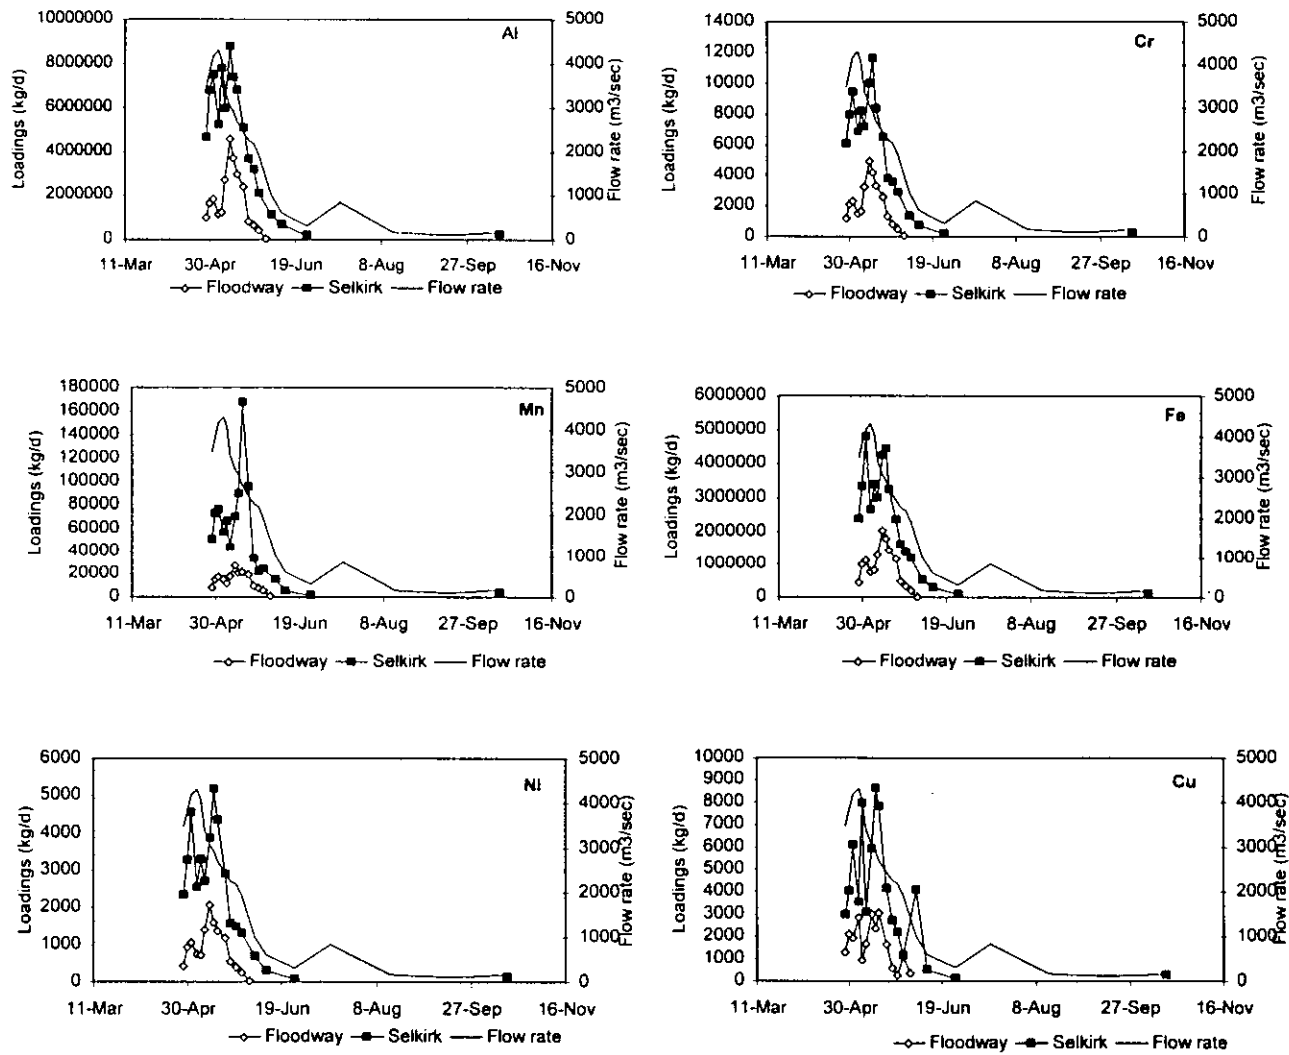 Al
Loadings (kg/d)
10000000
8000000
6000000
4000000
2000000
0
5000
4000
3000
2000
1000
0
Flow rate (m3/sec)
11-Mar 30-Apr 19-Jun 8-Aug 27-Sep 16-Nov
Floodway Selkirk Flow rate
Cr
Loadings (kg/d)
14000
12000
10000
8000
6000
4000
2000
0
5000
4000
3000
2000
1000
0
Flow rate (m3/sec)
11-Mar 30-Apr 19-Jun 8-Aug 27-Sep 16-Nov
Floodway Selkirk Flow rate
Mn
Loadings (kg/d)
180000
160000
140000
120000
100000
80000
60000
40000
20000
0
5000
4000
3000
2000
1000
0
Flow rate (m3/sec)
11-Mar 30-Apr 19-Jun 8-Aug 27-Sep 16-Nov
Floodway Selkirk Flow rate
Fe
Loadings (kg/d)
6000000
5000000
4000000
3000000
2000000
1000000
0
5000
4000
3000
2000
1000
0
Flow rate (m3/sec)
11-Mar 30-Apr 19-Jun 8-Aug 27-Sep 16-Nov
Floodway Selkirk Flow rate
Ni
Loadings (kg/d)
6000
5000
4000
3000
2000
1000
0
5000
4000
3000
2000
1000
0
Flow rate (m3/sec)
11-Mar 30-Apr 19-Jun 8-Aug 27-Sep 16-Nov
Floodway Selkirk Flow rate
Cu
Loadings (kg/d)
10000
9000
8000
7000
6000
5000
4000
3000
2000
1000
0
5000
4000
3000
2000
1000
0
Flow rate (m3/sec)
11-Mar 30-Apr 19-Jun 8-Aug 27-Sep 16-Nov
Floodway Selkirk Flow rate